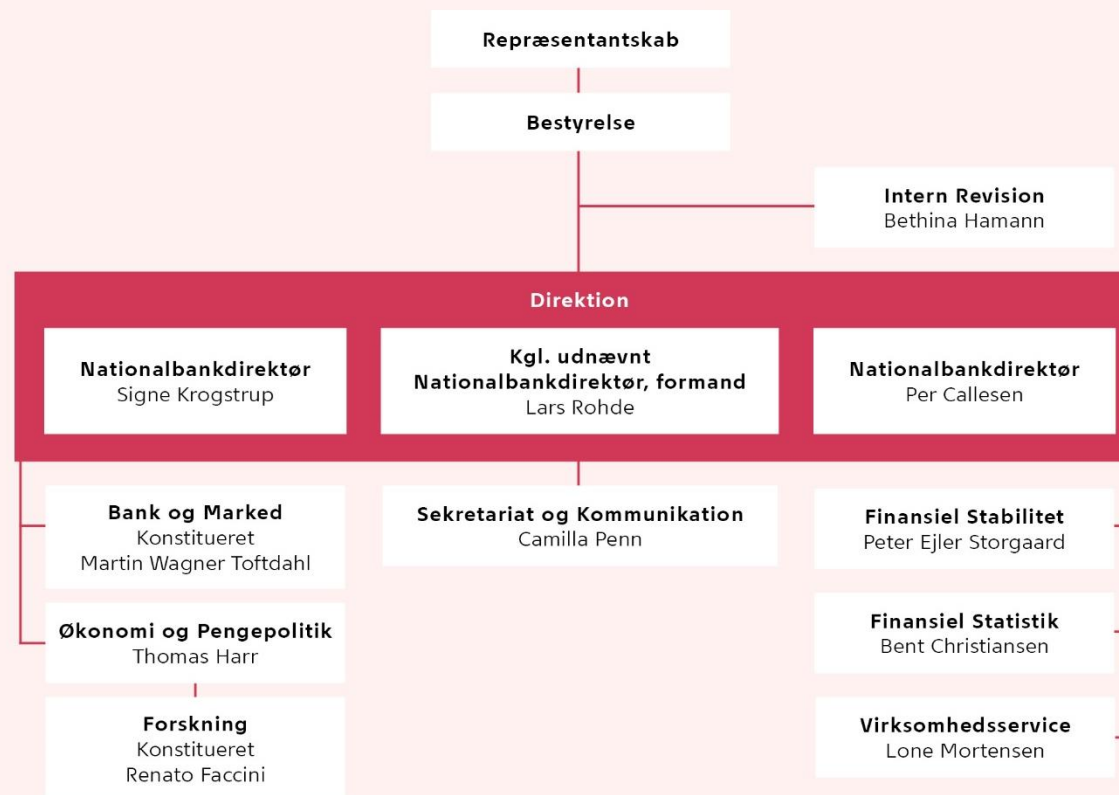 Repræsentantskab
Bestyrelse
Intern Revision
Bethina Hamann
Direktion
Nationalbankdirektør
Signe Krogstrup
Kgl. udnævnt
Nationalbankdirektør, formand
Lars Rohde
Nationalbankdirektør
Per Callesen
Bank og Marked
Konstitueret
Martin Wagner Toftdahl
Økonomi og Pengepolitik
Thomas Harr
Forskning
Konstitueret
Renato Faccini
Sekretariat og Kommunikation
Camilla Penn
Finansiel Stabilitet
Peter Ejler Storgaard
Finansiel Statistik
Bent Christiansen
Virksomhedsservice
Lone Mortensen